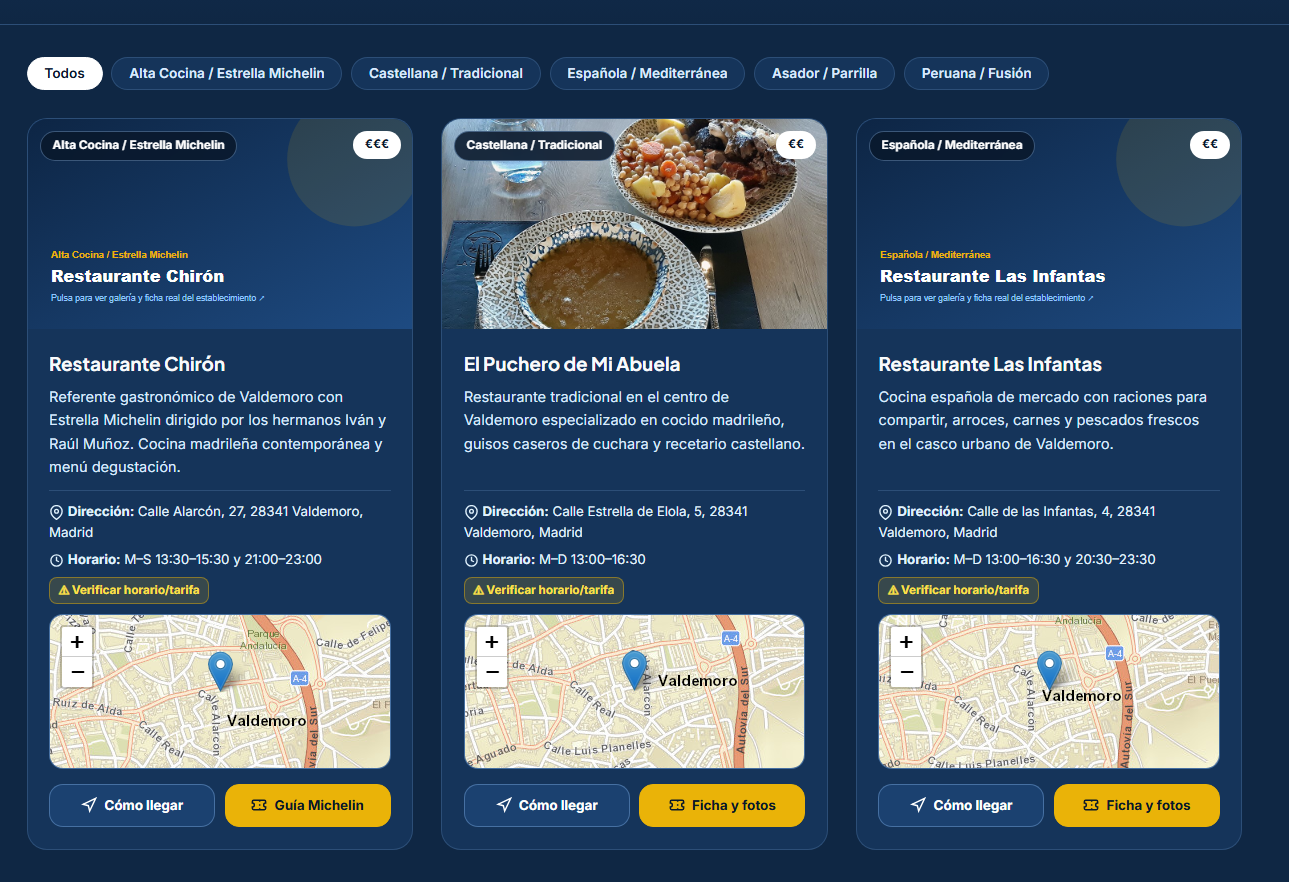 Todos
Alta Cocina / Estrella Michelin
Castellana / Tradicional
Española / Mediterránea
Asador / Parrilla
Peruana / Fusión
Alta Cocina / Estrella Michelin
€€€
Alta Cocina / Estrella Michelin
Restaurante Chirón
Pulsa para ver galería y ficha real del establecimiento ↗
Restaurante Chirón
Referente gastronómico de Valdemoro con
Estrella Michelin dirigido por los hermanos Iván y
Raúl Muñoz. Cocina madrileña contemporánea y
menú degustación.
Dirección: Calle Alarcón, 27, 28341 Valdemoro,
Madrid
Horario: M–S 13:30–15:30 y 21:00–23:00
⚠ Verificar horario/tarifa
+
−
Parque
Andalucía
Calle de Felipe
A-4
Ruiz de Alda
Calle Alarcón
Valdemoro
Calle Real
Cómo llegar
Guía Michelin
Castellana / Tradicional
€€
El Puchero de Mi Abuela
Restaurante tradicional en el centro de
Valdemoro especializado en cocido madrileño,
guisos caseros de cuchara y recetario castellano.
Dirección: Calle Estrella de Elola, 5, 28341
Valdemoro, Madrid
Horario: M–D 13:00–16:30
⚠ Verificar horario/tarifa
+
−
A-4
de Alda
Alarcón
Valdemoro
Calle Real
Autovía del Sur
Aguado
Calle Luis Planelles
Cómo llegar
Ficha y fotos
Española / Mediterránea
€€
Española / Mediterránea
Restaurante Las Infantas
Pulsa para ver galería y ficha real del establecimiento ↗
Restaurante Las Infantas
Cocina española de mercado con raciones para
compartir, arroces, carnes y pescados frescos
en el casco urbano de Valdemoro.
Dirección: Calle de las Infantas, 4, 28341
Valdemoro, Madrid
Horario: M–D 13:00–16:30 y 20:30–23:30
⚠ Verificar horario/tarifa
+
−
Andalucía
Calle de
A-4
Calle Alarcón
Valdemoro
Calle Real
Autovía del Sur
Calle Luis Planelles
Cómo llegar
Ficha y fotos